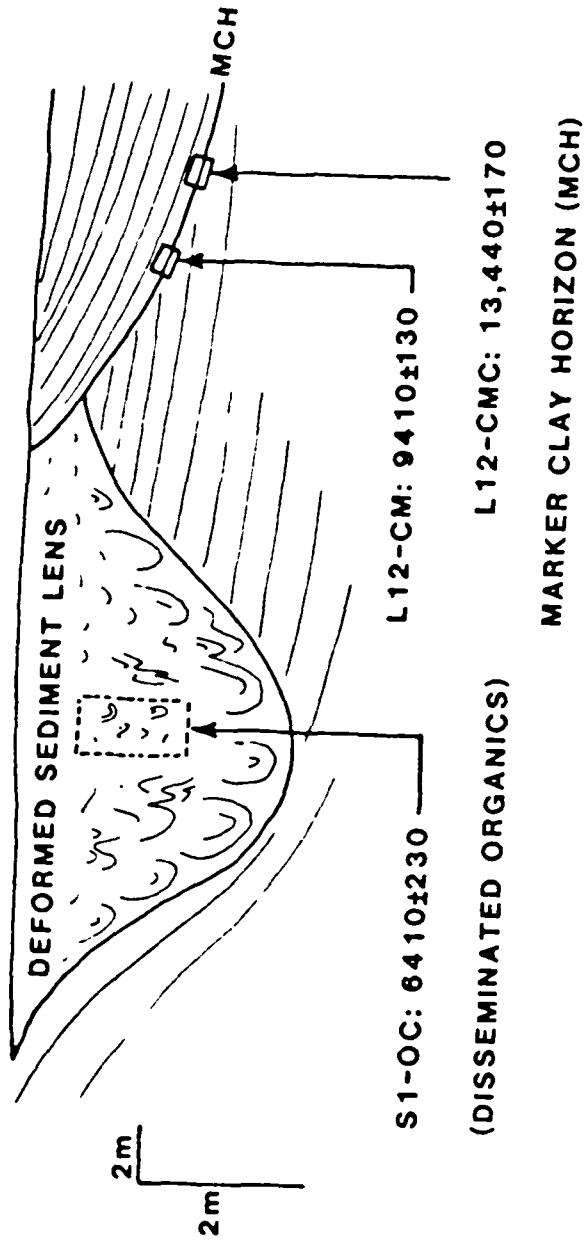 DEFORMED SEDIMENT LENS
MCH
2m
2m
S1-OC: 6410±230
(DISSEMINATED ORGANICS)
L12-CM: 9410±130
L12-CMC: 13,440±170
MARKER CLAY HORIZON (MCH)